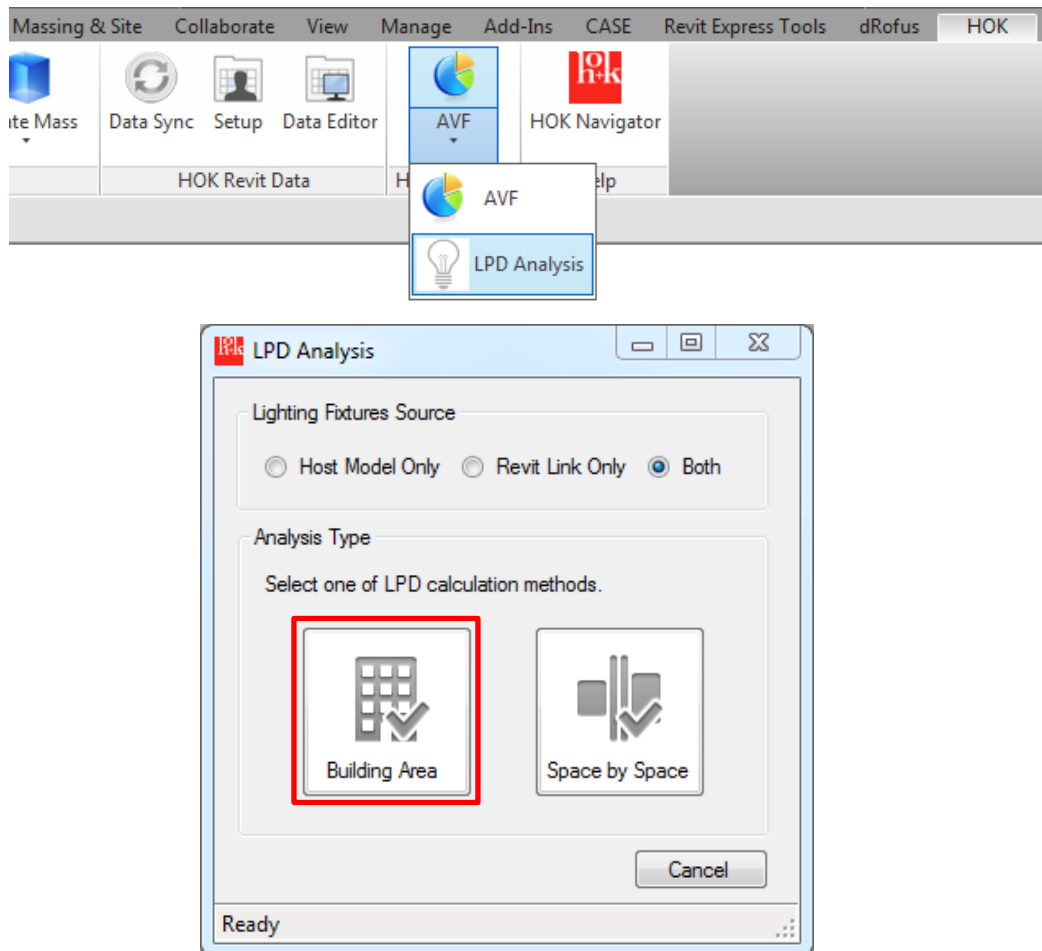 Massing & Site Collaborate View Manage Add-Ins CASE Revit Express Tools dRofus HOK
Mass Data Sync Setup Data Editor AVF HOK Navigator
HOK Revit Data
AVF
LPD Analysis
LPD Analysis
Lighting Fixtures Source
Host Model Only Revit Link Only Both
Analysis Type
Select one of LPD calculation methods.
Building Area Space by Space
Cancel
Ready